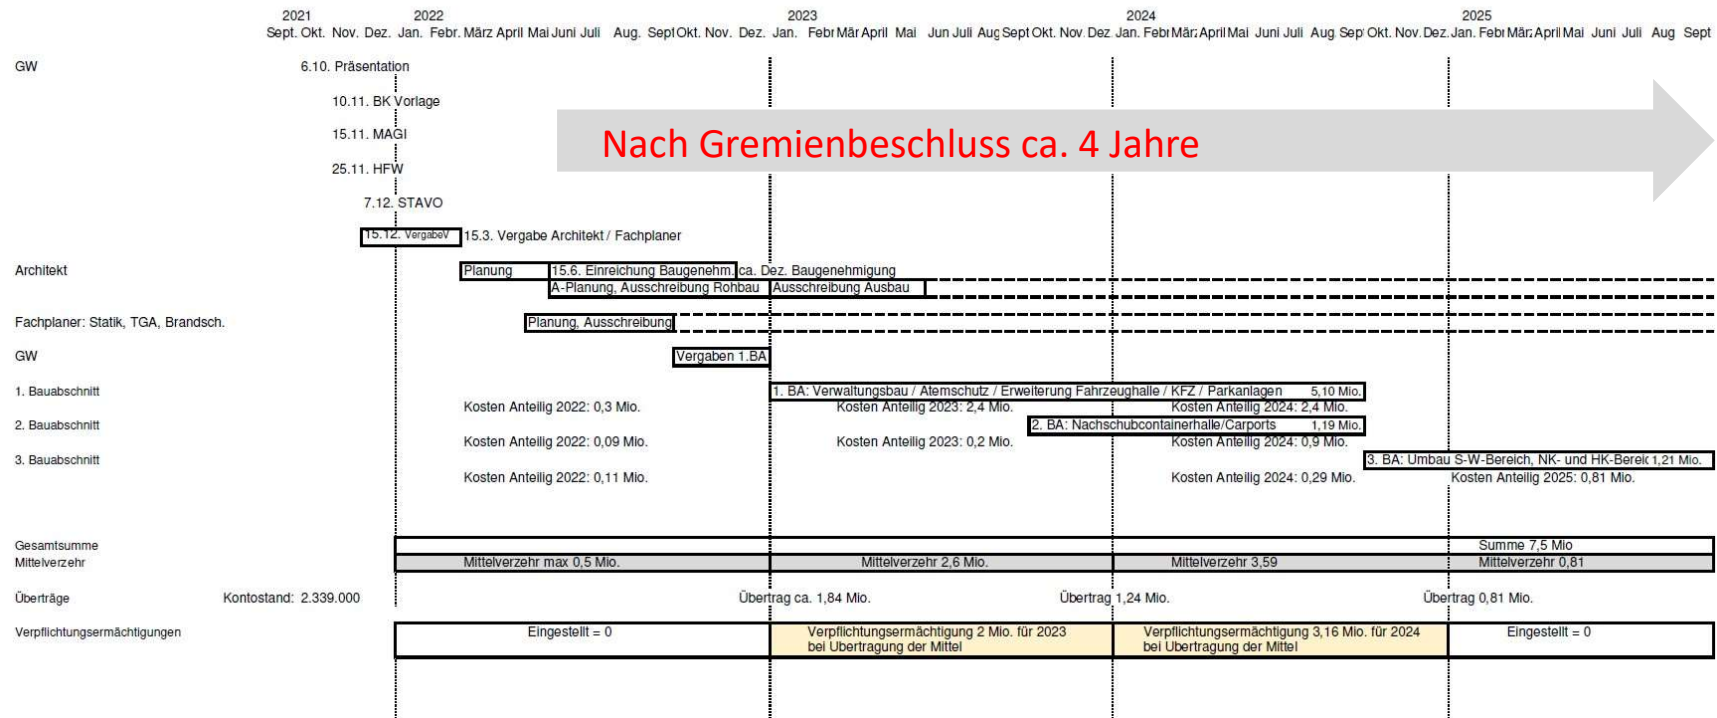 2021 2022 2023 2024 2025
Sept. Okt. Nov. Dez. Jan. Febr. März April Mai Juni Juli Aug. Sept Okt. Nov. Dez. Jan. Febr Mär April Mai Jun Juli Aug Sept Okt. Nov. Dez. Jan. Febr März April Mai Juni Juli Aug. Sep Okt. Nov. Dez. Jan. Febr März April Mai Juni Juli Aug Sept
GW 6.10. Präsentation
10.11. BK Vorlage
Nach Gremienbeschluss ca. 4 Jahre
15.11. MAGI
25.11. HFW
7.12. STAVO
15.12. VergabeV 15.3. Vergabe Architekt / Fachplaner
Architekt Planung 15.6. Einreichung Baugenehm. ca. Dez. Baugenehmigung
A-Planung, Ausschreibung Rohbau Ausschreibung Ausbau
Fachplaner: Statik, TGA, Brandsch. Planung, Ausschreibung
GW Vergaben 1.BA
1. Bauabschnitt 1. BA: Verwaltungsbau / Atemschutz / Erweiterung Fahrzeughalle / KFZ / Parkanlagen 5,10 Mio.
Kosten Anteilig 2022: 0,3 Mio. Kosten Anteilig 2023: 2,4 Mio. Kosten Anteilig 2024: 2,4 Mio.
2. Bauabschnitt 2. BA: Nachschubcontainerhalle/Carports 1,19 Mio.
Kosten Anteilig 2022: 0,09 Mio. Kosten Anteilig 2023: 0,2 Mio. Kosten Anteilig 2024: 0,9 Mio.
3. Bauabschnitt 3. BA: Umbau S-W-Bereich, NK- und HK-Bereic 1,21 Mio.
Kosten Anteilig 2022: 0,11 Mio. Kosten Anteilig 2024: 0,29 Mio. Kosten Anteilig 2025: 0,81 Mio.
Gesamtsumme Summe 7,5 Mio
Mittelverzehr Mittelverzehr max 0,5 Mio. Mittelverzehr 2,6 Mio. Mittelverzehr 3,59 Mittelverzehr 0,81
Überträge Kontostand: 2.339.000 Übertrag ca. 1,84 Mio. Übertrag 1,24 Mio. Übertrag 0,81 Mio.
Verpflichtungsermächtigungen Eingestellt = 0 Verpflichtungsermächtigung 2 Mio. für 2023 Verpflichtungsermächtigung 3,16 Mio. für 2024 Eingestellt = 0
bei Übertragung der Mittel bei Übertragung der Mittel